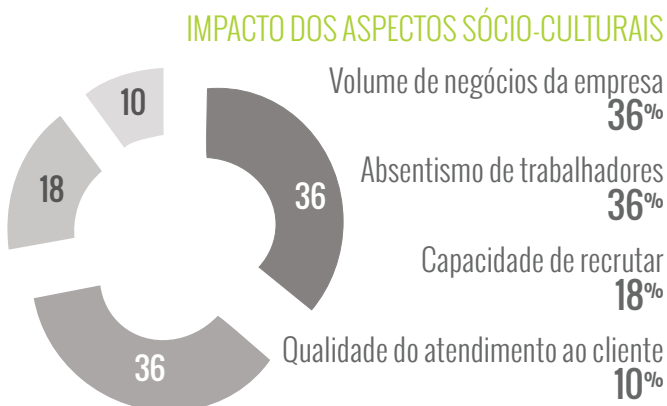 IMPACTO DOS ASPECTOS SÓCIO-CULTURAIS
Volume de negócios da empresa
36%
Absentismo de trabalhadores
36%
Capacidade de recrutar
18%
Qualidade do atendimento ao cliente
10%
10
36
18
36